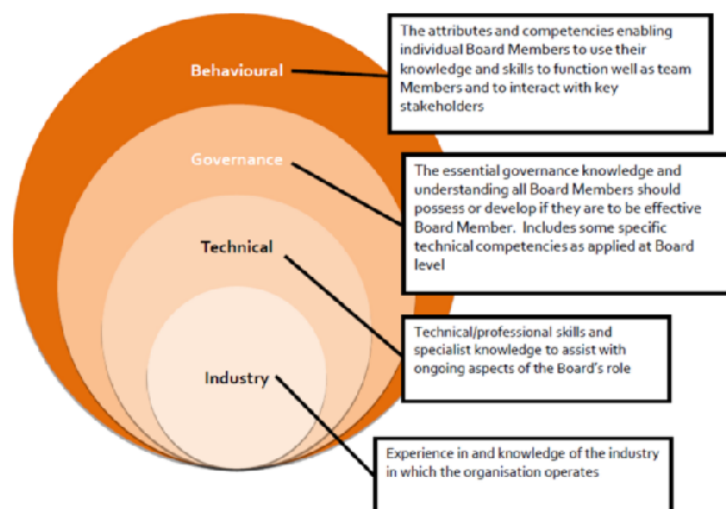 Behavioural
The attributes and competencies enabling
individual Board Members to use their
knowledge and skills to function well as team
Members and to interact with key
stakeholders
Governance
The essential governance knowledge and
understanding all Board Members should
possess or develop if they are to be effective
Board Member. Includes some specific
technical competencies as applied at Board
level
Technical
Technical/professional skills and
specialist knowledge to assist with
ongoing aspects of the Board's role
Industry
Experience in and knowledge of the industry
in which the organisation operates